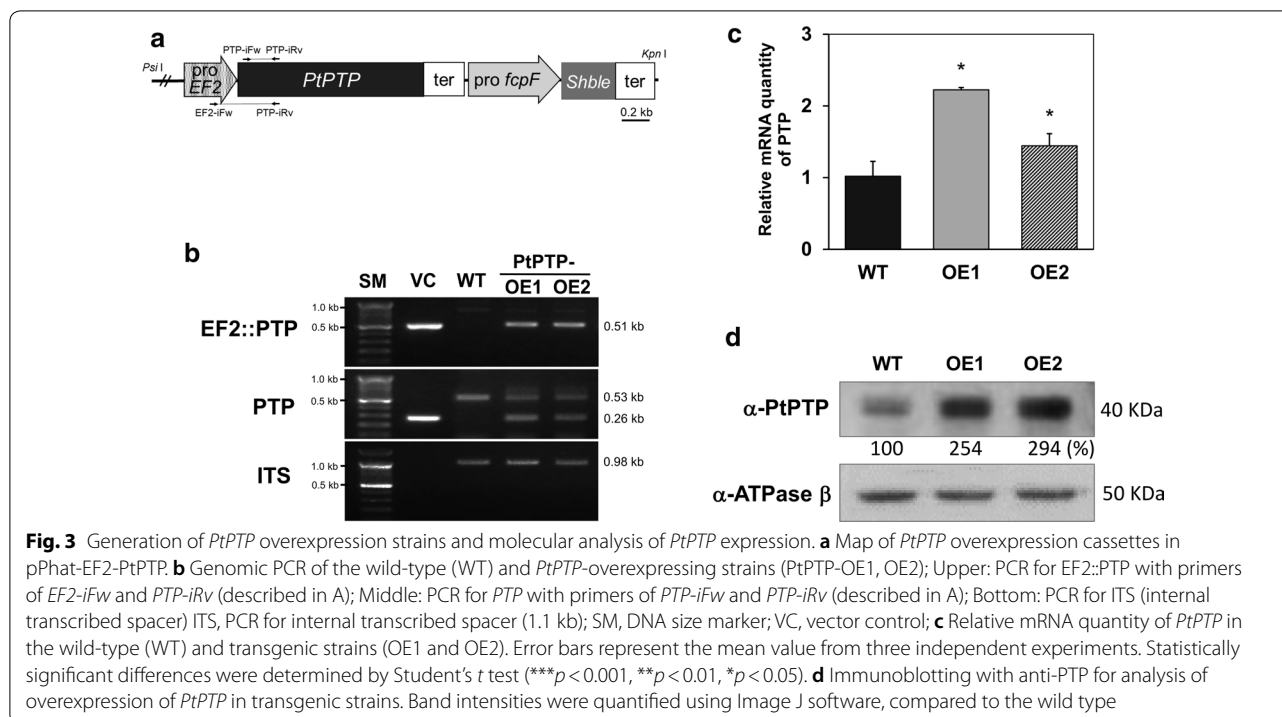 a
PTP-iFw PTP-iRv
Psi I
pro EF2
PtPTP
ter
pro fcpF
Shble
ter
Kpn I
EF2-iFw PTP-iRv
0.2 kb
b
PtPTP-
SM VC WT OE1 OE2
EF2::PTP
1.0 kb
0.5 kb
0.51 kb
PTP
1.0 kb
0.5 kb
0.53 kb
0.26 kb
ITS
1.0 kb
0.5 kb
0.98 kb
c
Relative mRNA quantity
of PTP
3
2
1
0
*
*
WT OE1 OE2
d
WT OE1 OE2
α-PtPTP
40 KDa
100 254 294 (%)
α-ATPase β
50 KDa
Fig. 3 Generation of PtPTP overexpression strains and molecular analysis of PtPTP expression. a Map of PtPTP overexpression cassettes in
pPhat-EF2-PtPTP. b Genomic PCR of the wild-type (WT) and PtPTP-overexpressing strains (PtPTP-OE1, OE2); Upper: PCR for EF2::PTP with primers
of EF2-iFw and PTP-iRv (described in A); Middle: PCR for PTP with primers of PTP-iFw and PTP-iRv (described in A); Bottom: PCR for ITS (internal
transcribed spacer) ITS, PCR for internal transcribed spacer (1.1 kb); SM, DNA size marker; VC, vector control; c Relative mRNA quantity of PtPTP in
the wild-type (WT) and transgenic strains (OE1 and OE2). Error bars represent the mean value from three independent experiments. Statistically
significant differences were determined by Student's t test (***p < 0.001, **p < 0.01, *p < 0.05). d Immunoblotting with anti-PTP for analysis of
overexpression of PtPTP in transgenic strains. Band intensities were quantified using Image J software, compared to the wild type